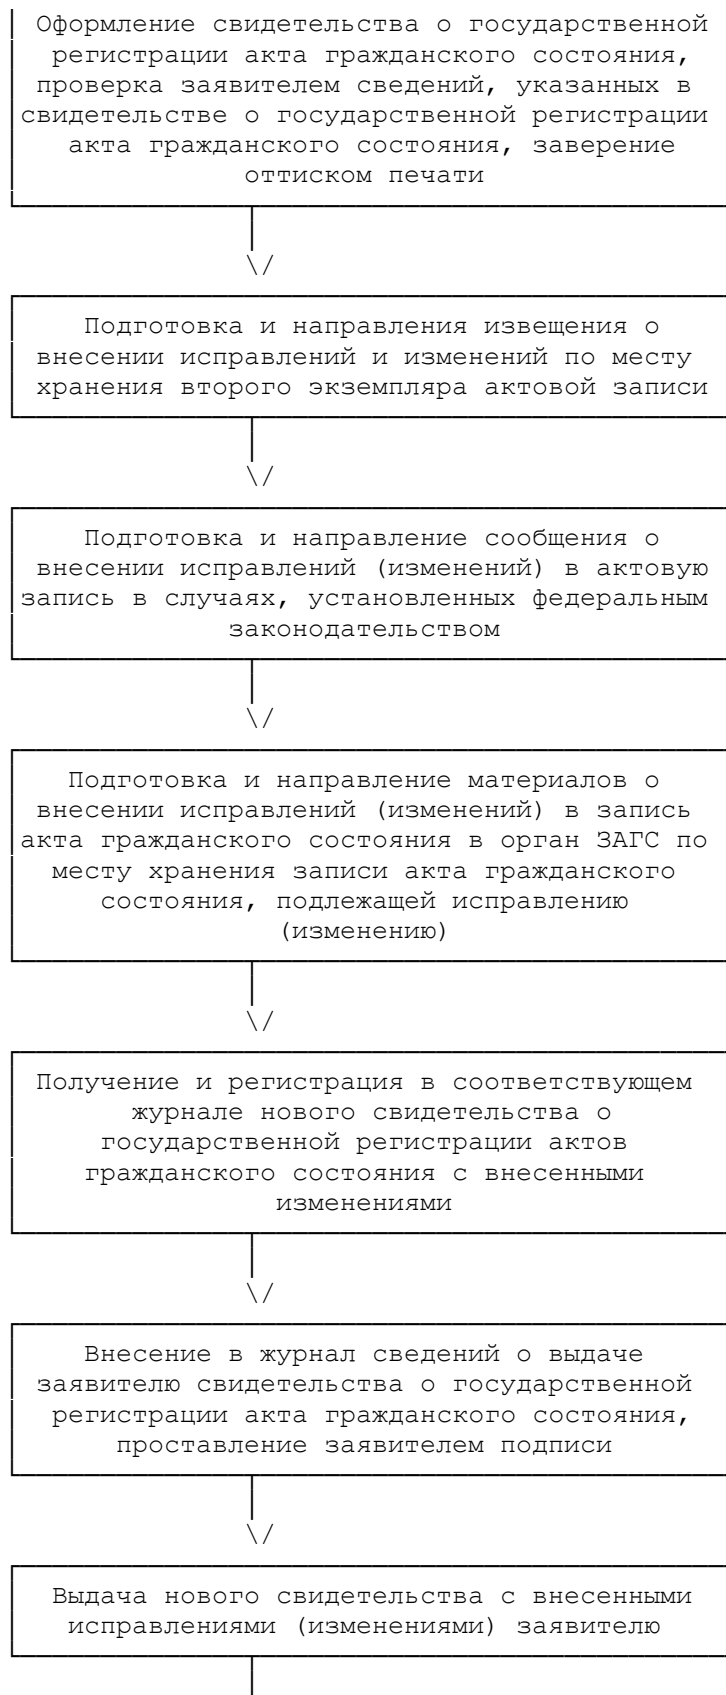 Оформление свидетельства о государственной
регистрации акта гражданского состояния,
проверка заявителем сведений, указанных в
свидетельстве о государственной регистрации
акта гражданского состояния, заверение
оттиском печати
\/
Подготовка и направления извещения о
внесении исправлений и изменений по месту
хранения второго экземпляра актовой записи
\/
Подготовка и направление сообщения о
внесении исправлений (изменений) в актовую
запись в случаях, установленных федеральным
законодательством
\/
Подготовка и направление материалов о
внесении исправлений (изменений) в запись
акта гражданского состояния в орган ЗАГС по
месту хранения записи акта гражданского
состояния, подлежащей исправлению
(изменению)
\/
Получение и регистрация в соответствующем
журнале нового свидетельства о
государственной регистрации актов
гражданского состояния с внесенными
изменениями
\/
Внесение в журнал сведений о выдаче
заявителю свидетельства о государственной
регистрации акта гражданского состояния,
проставление заявителем подписи
\/
Выдача нового свидетельства с внесенными
исправлениями (изменениями) заявителю